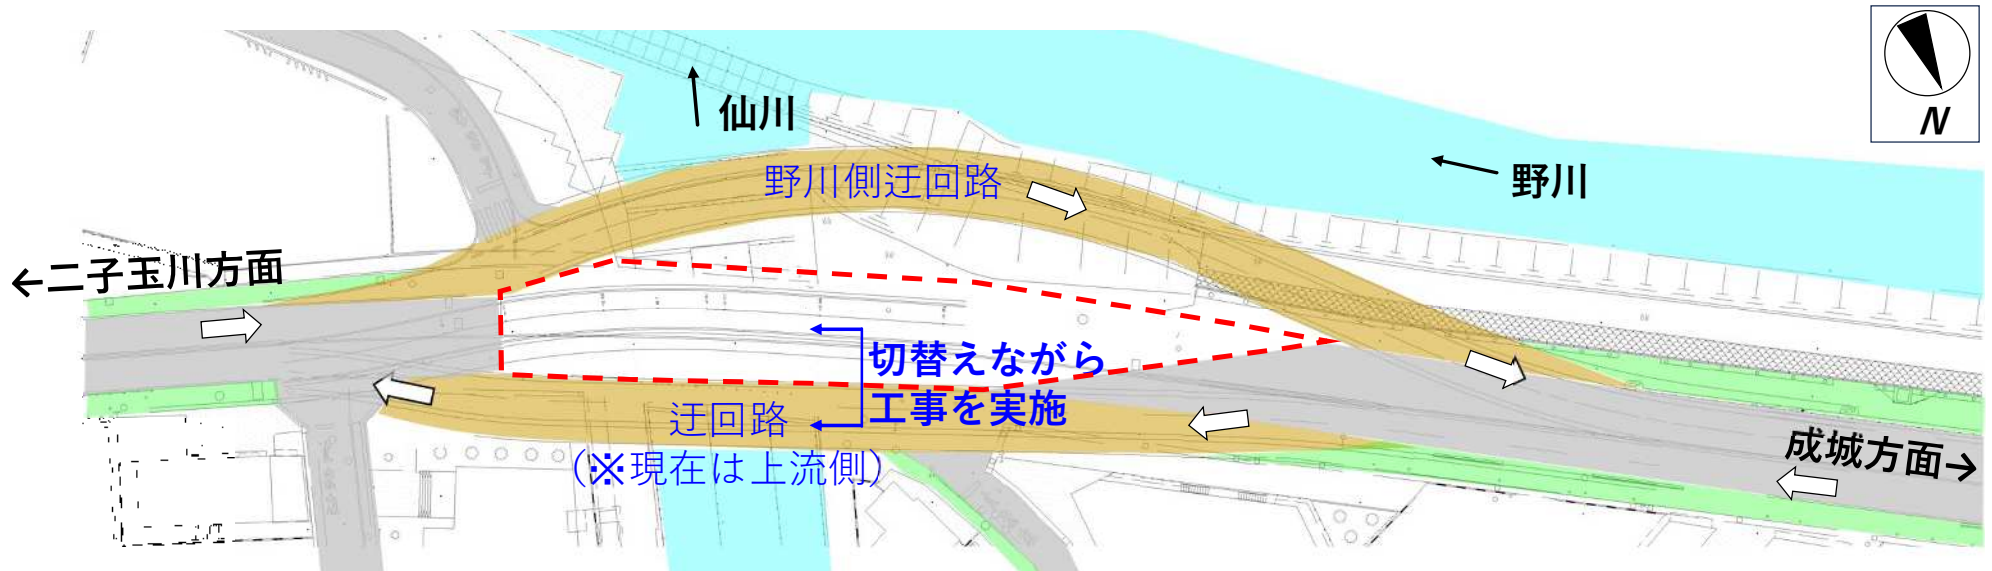 N
仙川
野川
野川側迂回路
←二子玉川方面
切替えながら
工事を実施
迂回路
(※現在は上流側)
成城方面→